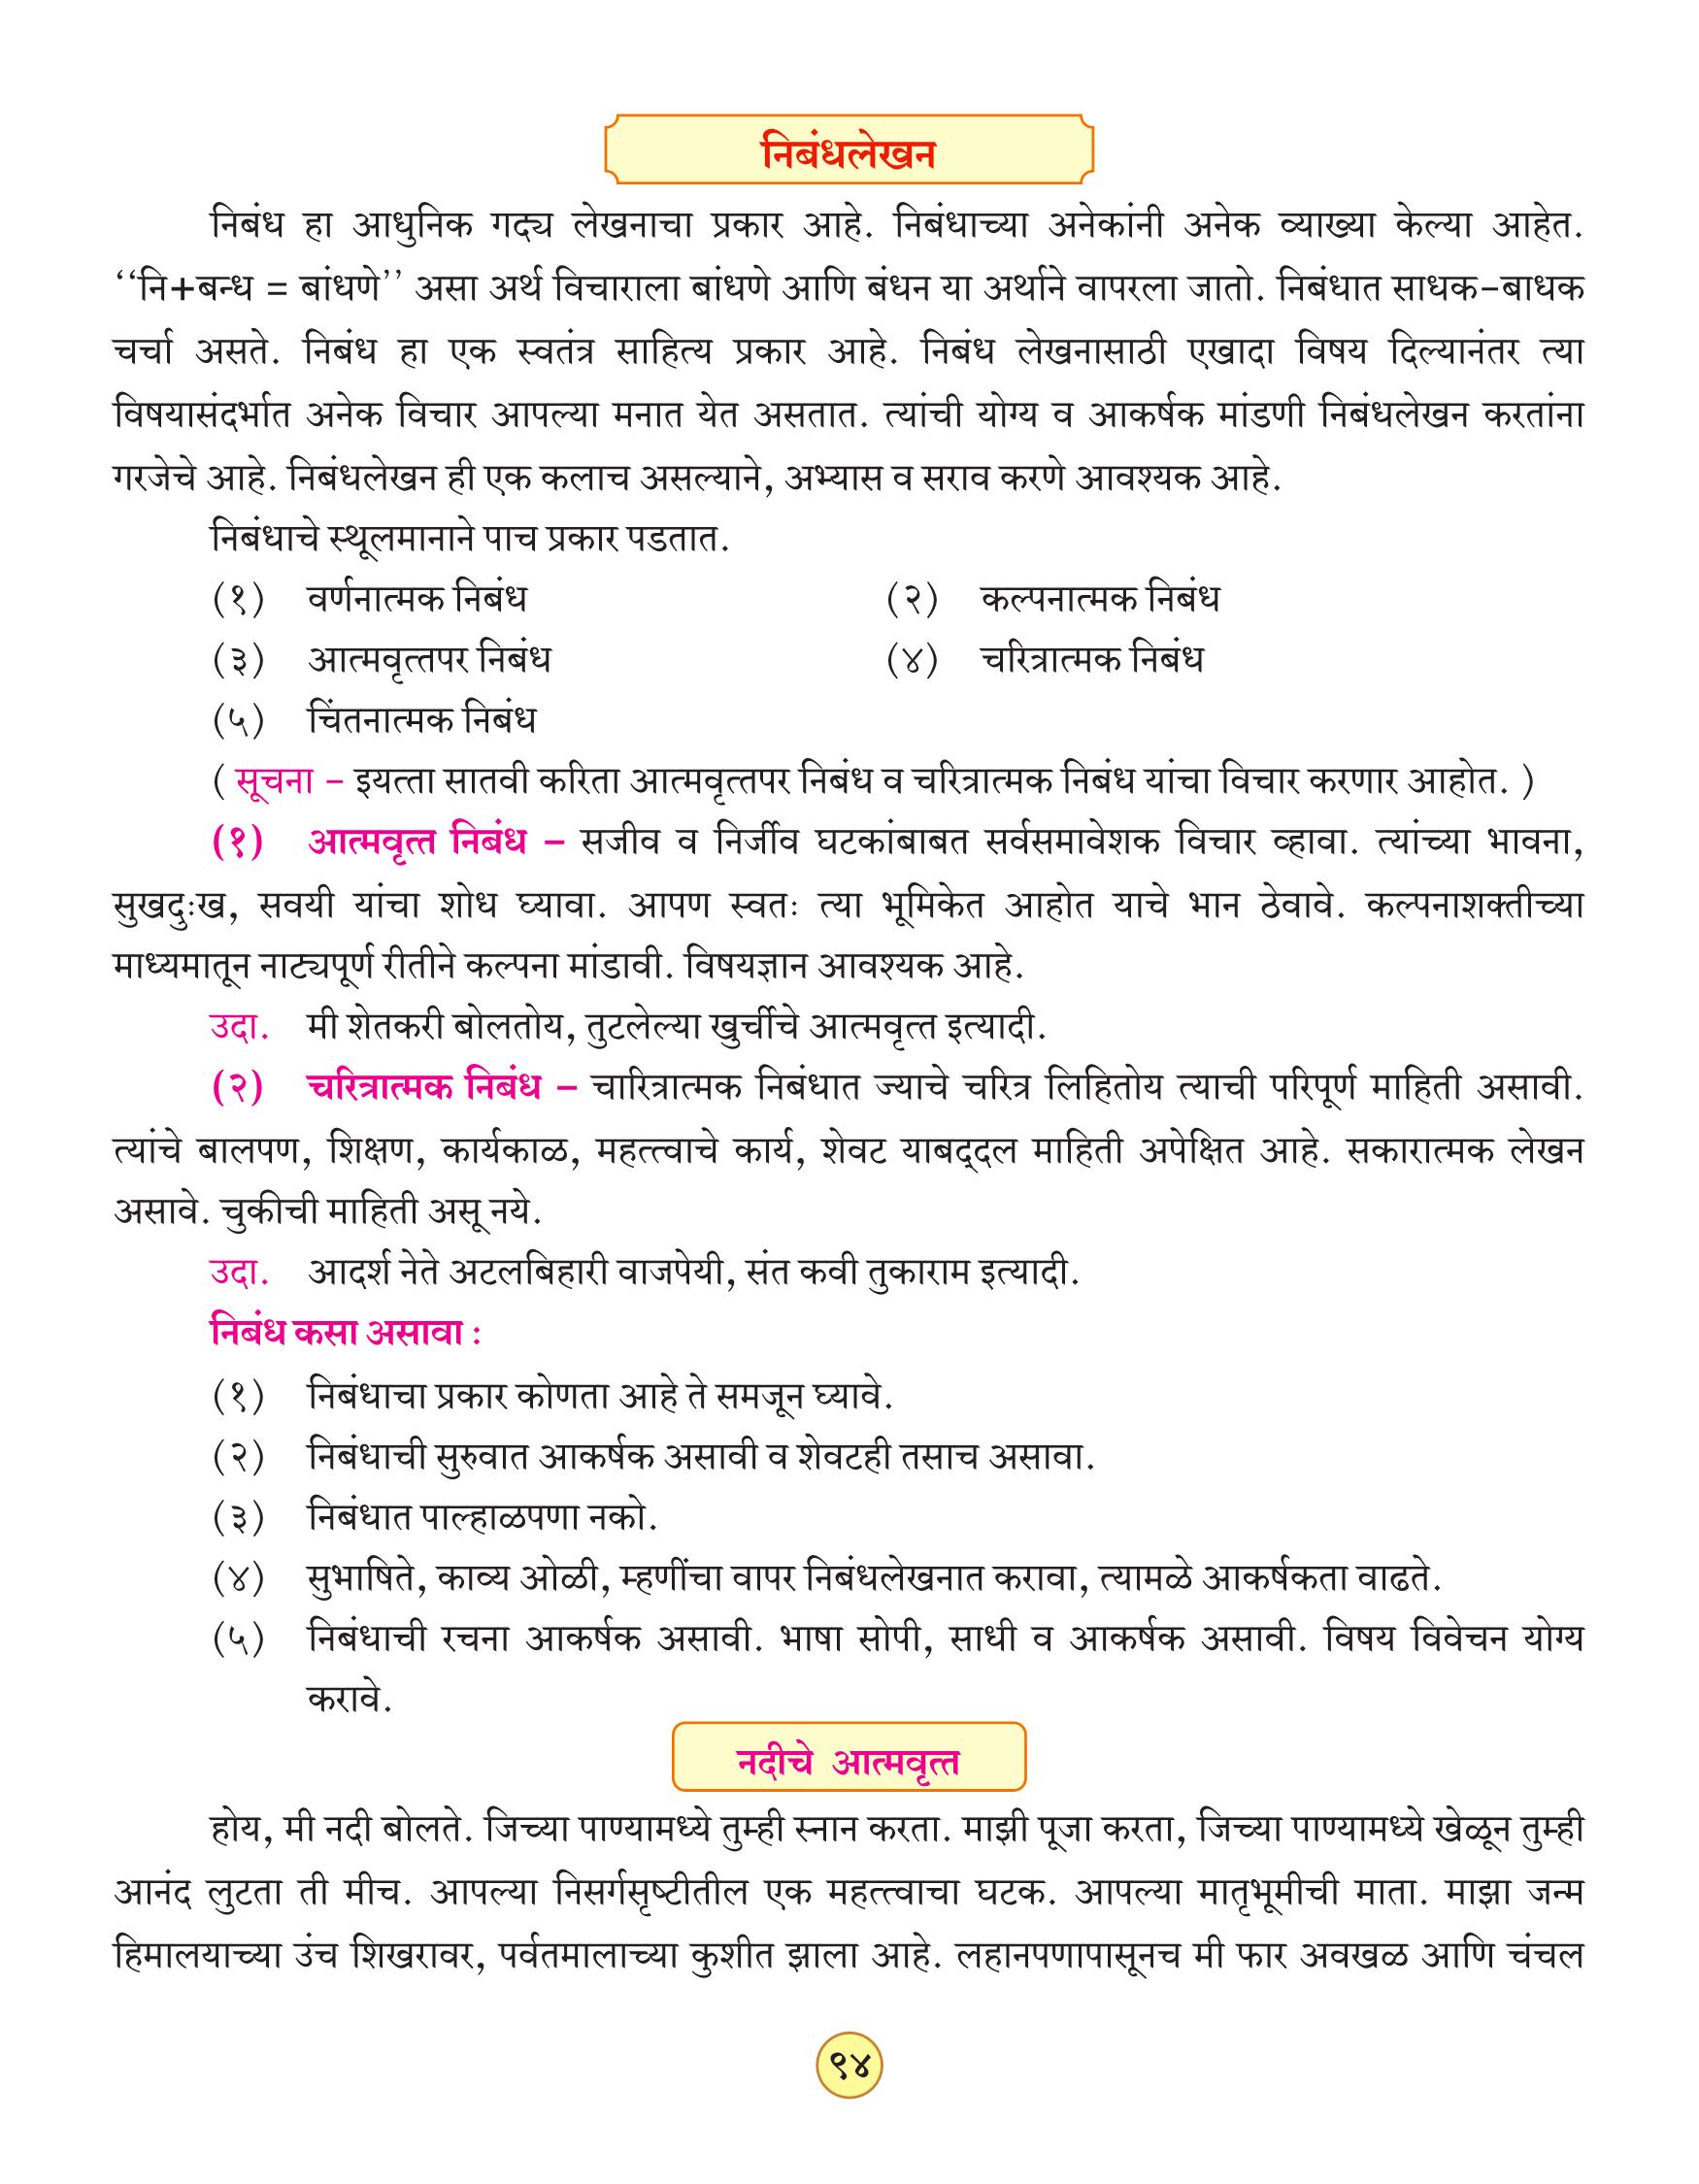 निबंधलेखन
निबंध हा आधुनिक गद्य लेखनाचा प्रकार आहे. निबंधाच्या अनेकांनी अनेक व्याख्या केल्या आहेत.
‘‘नि+बन्ध = बांधणे’’ असा अर्थ विचाराला बांधणे आणि बंधन या अर्थाने वापरला जातो. निबंधात साधक-बाधक
चर्चा असते. निबंध हा एक स्वतंत्र साहित्य प्रकार आहे. निबंध लेखनासाठी एखादा विषय दिल्यानंतर त्या
विषयासंदर्भात अनेक विचार आपल्या मनात येत असतात. त्यांची योग्य व आकर्षक मांडणी निबंधलेखन करतांना
गरजेचे आहे. निबंधलेखन ही एक कलाच असल्याने, अभ्यास व सराव करणे आवश्यक आहे.
निबंधाचे स्थूलमानाने पाच प्रकार पडतात.
(१) वर्णनात्मक निबंध (२) कल्पनात्मक निबंध
(३) आत्मवृत्तपर निबंध (४) चरित्रात्मक निबंध
(५) चिंतनात्मक निबंध
( सूचना - इयत्ता सातवी करिता आत्मवृत्तपर निबंध व चरित्रात्मक निबंध यांचा विचार करणार आहोत. )
(१) आत्मवृत्त निबंध – सजीव व निर्जीव घटकांबाबत सर्वसमावेशक विचार व्हावा. त्यांच्या भावना,
सुखदुःख, सवयी यांचा शोध घ्यावा. आपण स्वतः त्या भूमिकेत आहोत याचे भान ठेवावे. कल्पनाशक्तीच्या
माध्यमातून नाट्यपूर्ण रीतीने कल्पना मांडावी. विषयज्ञान आवश्यक आहे.
उदा. मी शेतकरी बोलतोय, तुटलेल्या खुर्चीचे आत्मवृत्त इत्यादी.
(२) चरित्रात्मक निबंध – चारित्रात्मक निबंधात ज्याचे चरित्र लिहितोय त्याची परिपूर्ण माहिती असावी.
त्यांचे बालपण, शिक्षण, कार्यकाळ, महत्त्वाचे कार्य, शेवट याबद्दल माहिती अपेक्षित आहे. सकारात्मक लेखन
असावे. चुकीची माहिती असू नये.
उदा. आदर्श नेते अटलबिहारी वाजपेयी, संत कवी तुकाराम इत्यादी.
निबंध कसा असावा :
(१) निबंधाचा प्रकार कोणता आहे ते समजून घ्यावे.
(२) निबंधाची सुरुवात आकर्षक असावी व शेवटही तसाच असावा.
(३) निबंधात पाल्हाळपणा नको.
(४) सुभाषिते, काव्य ओळी, म्हणींचा वापर निबंधलेखनात करावा, त्यामळे आकर्षकता वाढते.
(५) निबंधाची रचना आकर्षक असावी. भाषा सोपी, साधी व आकर्षक असावी. विषय विवेचन योग्य
करावे.
नदीचे आत्मवृत्त
होय, मी नदी बोलते. जिच्या पाण्यामध्ये तुम्ही स्नान करता. माझी पूजा करता, जिच्या पाण्यामध्ये खेळून तुम्ही
आनंद लुटता ती मीच. आपल्या निसर्गसृष्टीतील एक महत्त्वाचा घटक. आपल्या मातृभूमीची माता. माझा जन्म
हिमालयाच्या उंच शिखरावर, पर्वतमालाच्या कुशीत झाला आहे. लहानपणापासूनच मी फार अवखळ आणि चंचल
९४